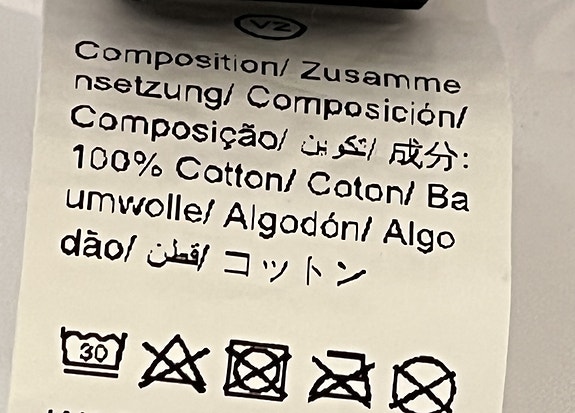 VZ
Composition/ Zusamme
nsetzung/ Composición/
Composição/ تكوين/ 成分:
100% Cotton/ Coton/ Ba
umwolle/ Algodón/ Algo
dão/ قطن/ コットン
30